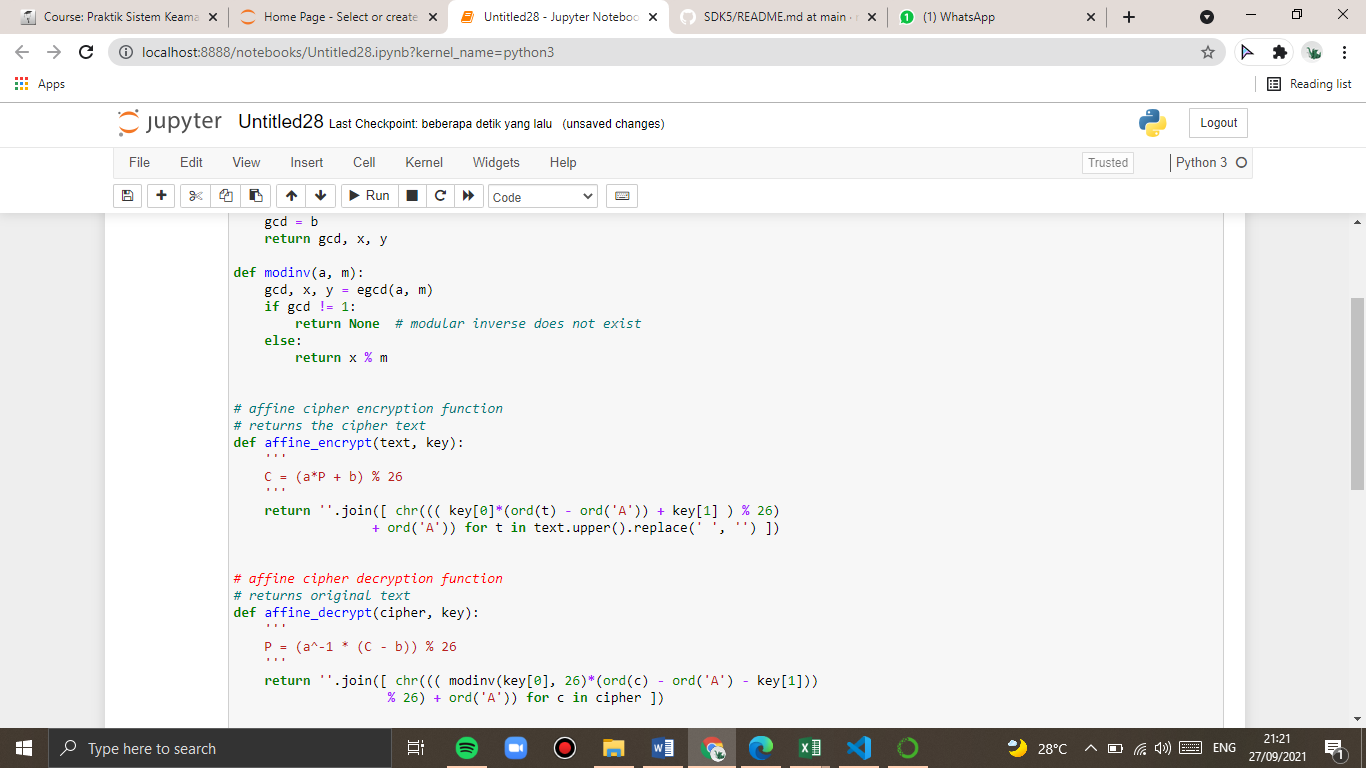 Course: Praktik Sistem Keama
Home Page - Select or create
Untitled28 - Jupyter Noteboo
SDK5/README.md at main ·
(1) WhatsApp
localhost:8888/notebooks/Untitled28.ipynb?kernel_name=python3
Apps
Reading list
jupyter Untitled28 Last Checkpoint: beberapa detik yang lalu (unsaved changes)
Logout
File Edit View Insert Cell Kernel Widgets Help
Trusted
Python 3
Run
Code
gcd = b
return gcd, x, y
def modinv(a, m):
gcd, x, y = egcd(a, m)
if gcd != 1:
return None # modular inverse does not exist
else:
return x % m
# affine cipher encryption function
# returns the cipher text
def affine_encrypt(text, key):
'''
C = (a*P + b) % 26
'''
return ''.join([ chr((( key[0]*(ord(t) - ord('A')) + key[1] ) % 26)
+ ord('A')) for t in text.upper().replace(' ', '') ])
# affine cipher decryption function
# returns original text
def affine_decrypt(cipher, key):
'''
P = (a^-1 * (C - b)) % 26
'''
return ''.join([ chr((( modinv(key[0], 26)*(ord(c) - ord('A') - key[1]))
% 26) + ord('A')) for c in cipher ])
Type here to search
28°C
ENG
21:21
27/09/2021
1